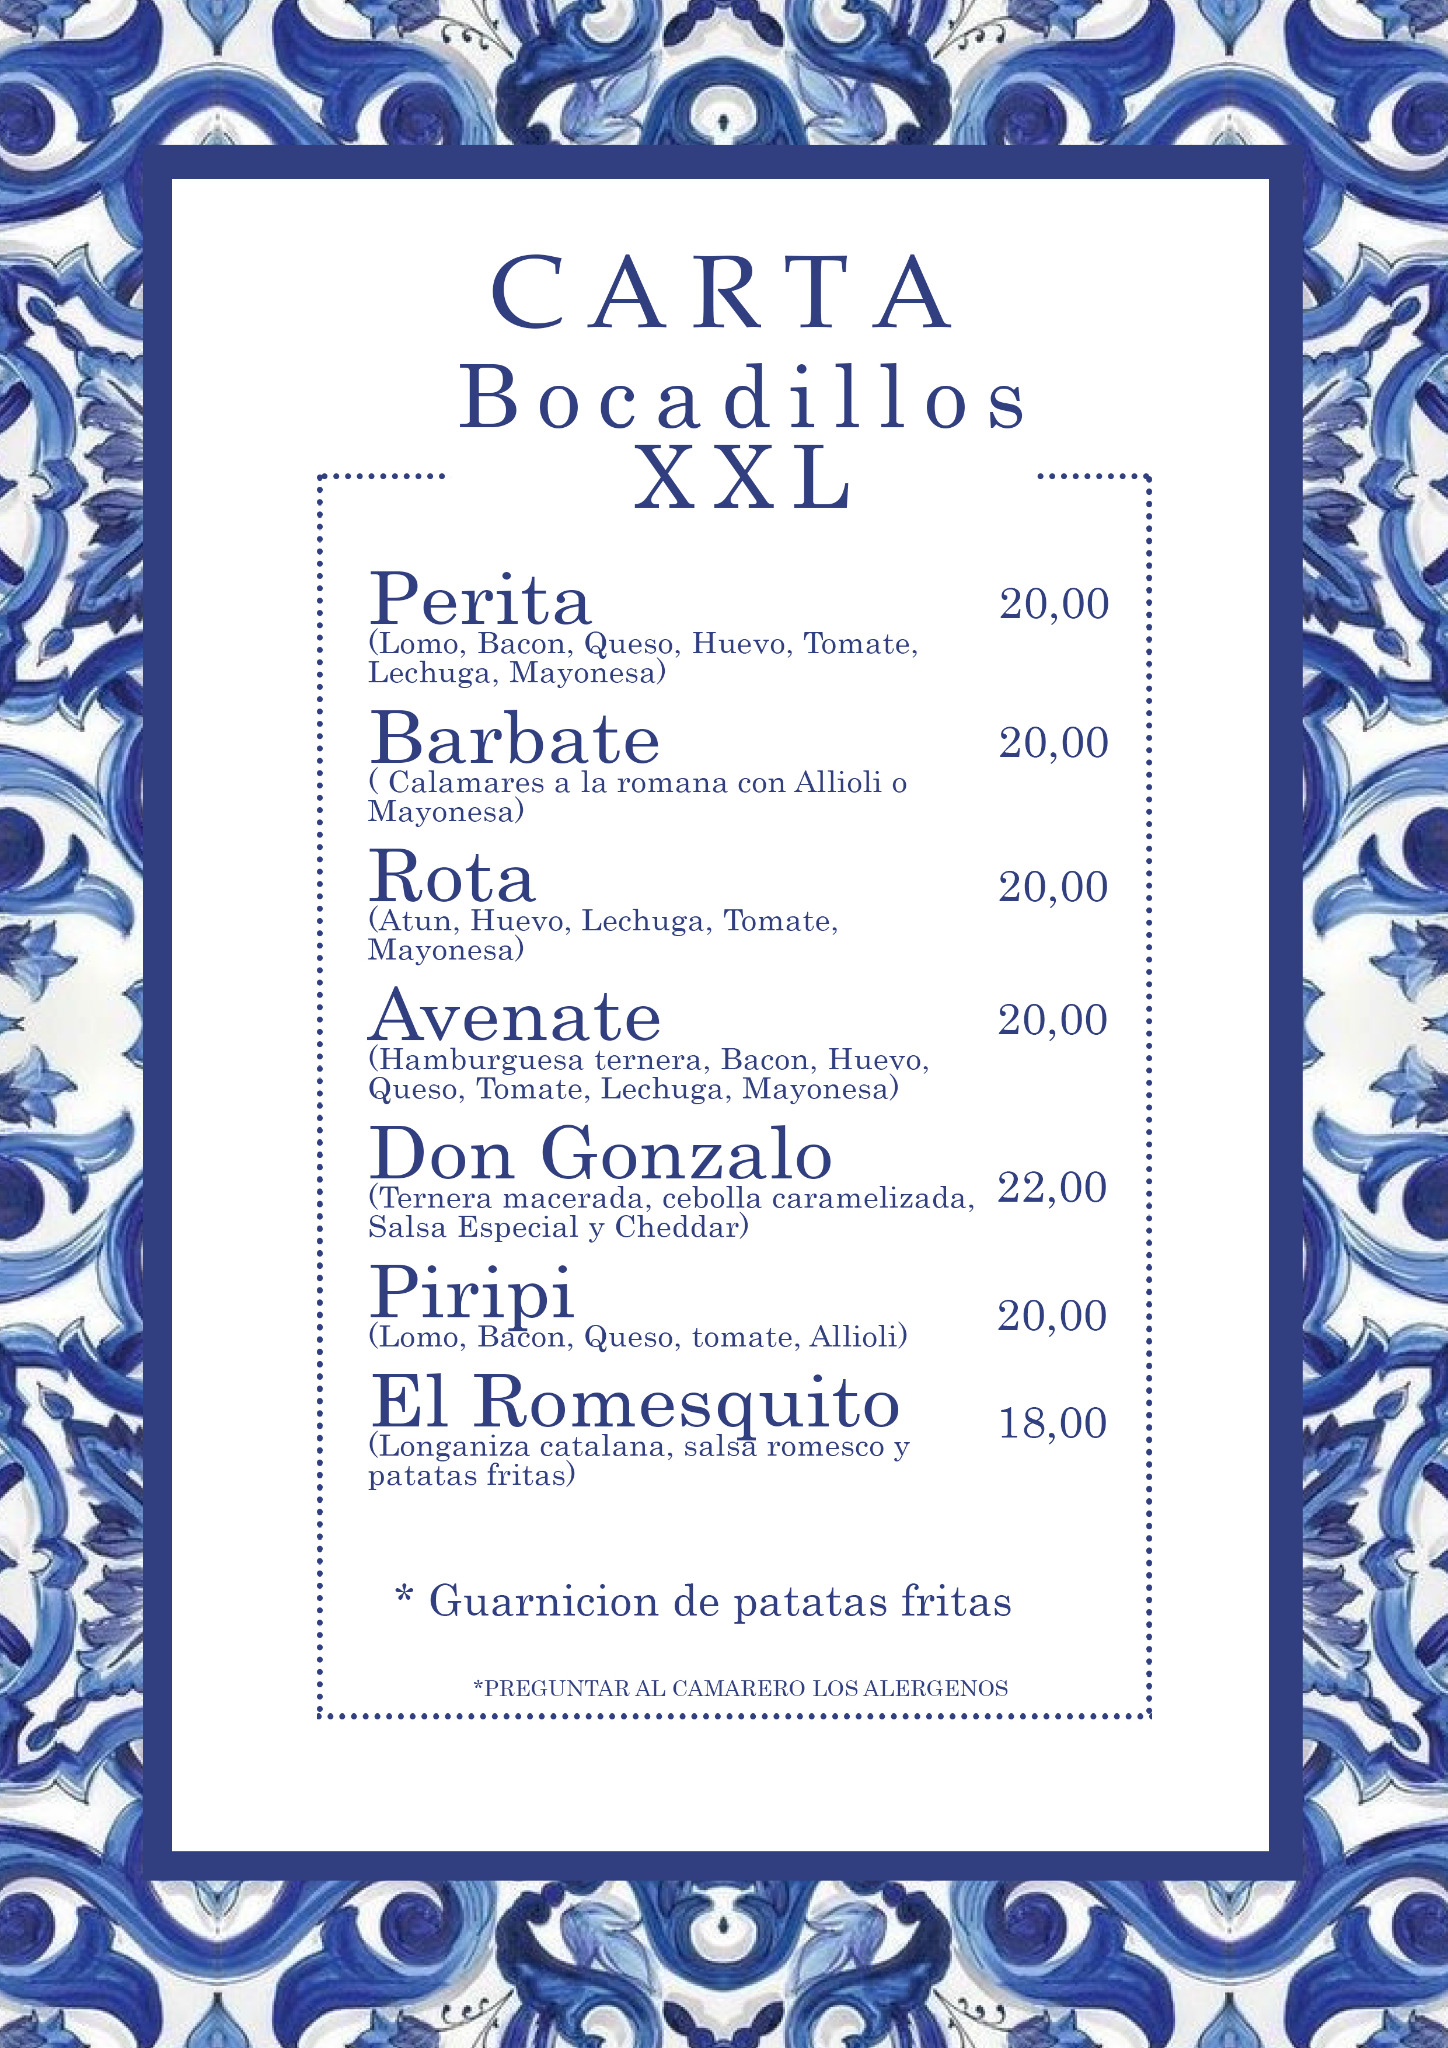 CARTA
Bocadillos
XXL
Perita 20,00
(Lomo, Bacon, Queso, Huevo, Tomate,
Lechuga, Mayonesa)
Barbate 20,00
( Calamares a la romana con Allioli o
Mayonesa)
Rota 20,00
(Atun, Huevo, Lechuga, Tomate,
Mayonesa)
Avenate 20,00
(Hamburguesa ternera, Bacon, Huevo,
Queso, Tomate, Lechuga, Mayonesa)
Don Gonzalo 22,00
(Ternera macerada, cebolla caramelizada,
Salsa Especial y Cheddar)
Piripi 20,00
(Lomo, Bacon, Queso, tomate, Allioli)
El Romesquito 18,00
(Longaniza catalana, salsa romesco y
patatas fritas)
* Guarnicion de patatas fritas
*PREGUNTAR AL CAMARERO LOS ALERGENOS